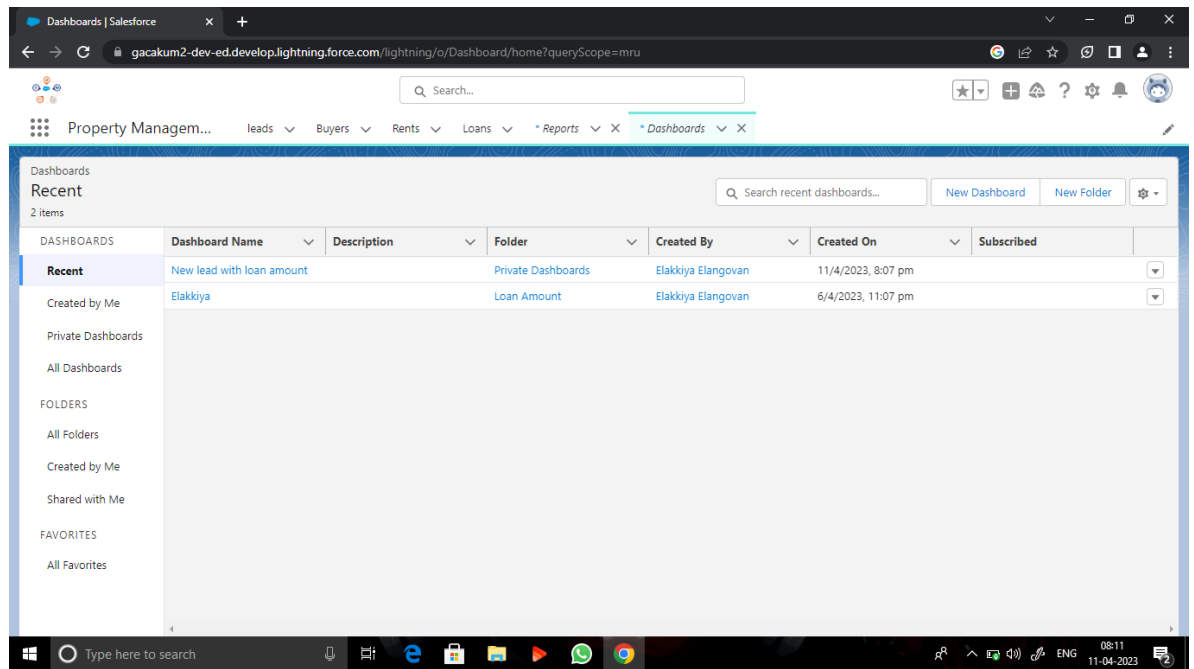 Dashboards | Salesforce
gacakum2-dev-ed.develop.lightning.force.com/lightning/o/Dashboard/home?queryScope=mru
Search...
Property Managem... leads Buyers Rents Loans * Reports * Dashboards
Dashboards
Recent
2 items
Search recent dashboards... New Dashboard New Folder
DASHBOARDS Dashboard Name Description Folder Created By Created On Subscribed
Recent New lead with loan amount Private Dashboards Elakkiya Elangovan 11/4/2023, 8:07 pm
Elakkiya Loan Amount Elakkiya Elangovan 6/4/2023, 11:07 pm
Created by Me
Private Dashboards
All Dashboards
FOLDERS
All Folders
Created by Me
Shared with Me
FAVORITES
All Favorites
Type here to search ENG 08:11
11-04-2023 2